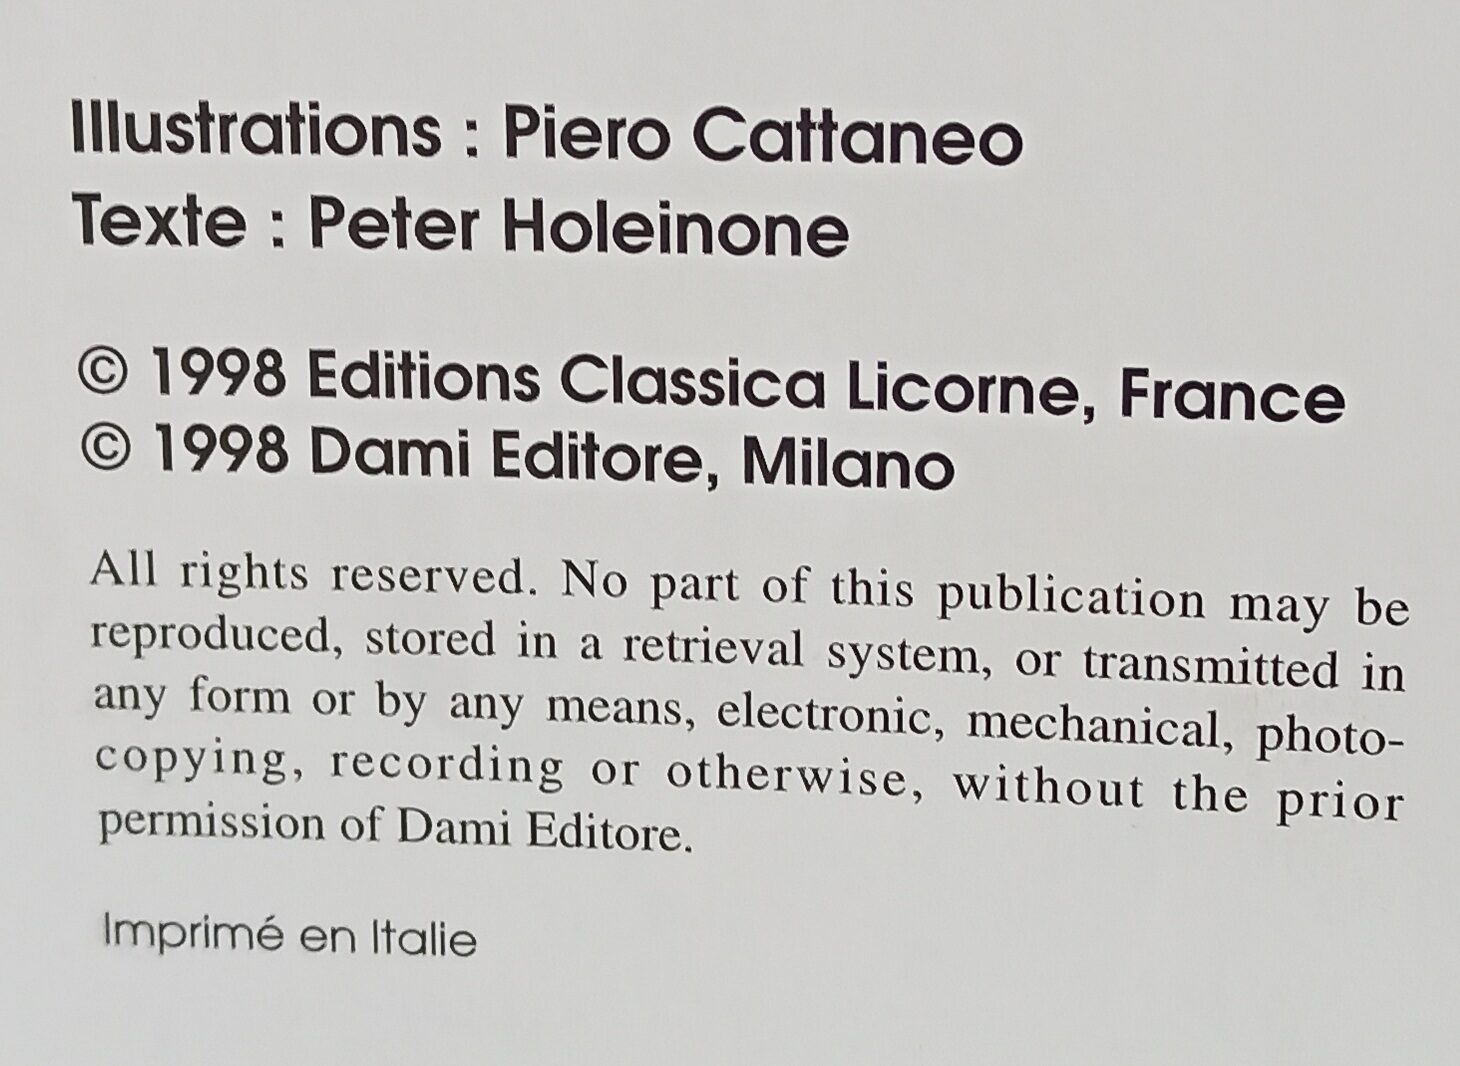 Illustrations : Piero Cattaneo
Texte : Peter Holeinone
© 1998 Editions Classica Licorne, France
© 1998 Dami Editore, Milano
All rights reserved. No part of this publication may be
reproduced, stored in a retrieval system, or transmitted in
any form or by any means, electronic, mechanical, photo-
copying, recording or otherwise, without the prior
permission of Dami Editore.
Imprimé en Italie